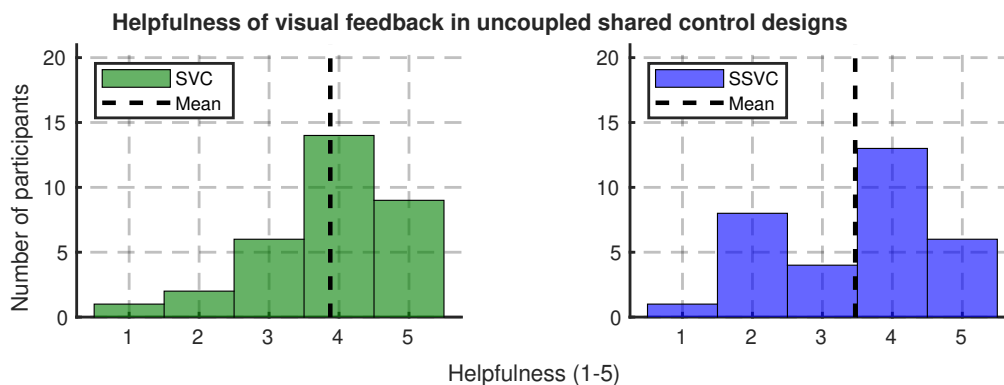 Helpfulness of visual feedback in uncoupled shared control designs
Number of participants
20
15
10
5
0
SVC
Mean
1 2 3 4 5
20
15
10
5
0
SSVC
Mean
1 2 3 4 5
Helpfulness (1-5)